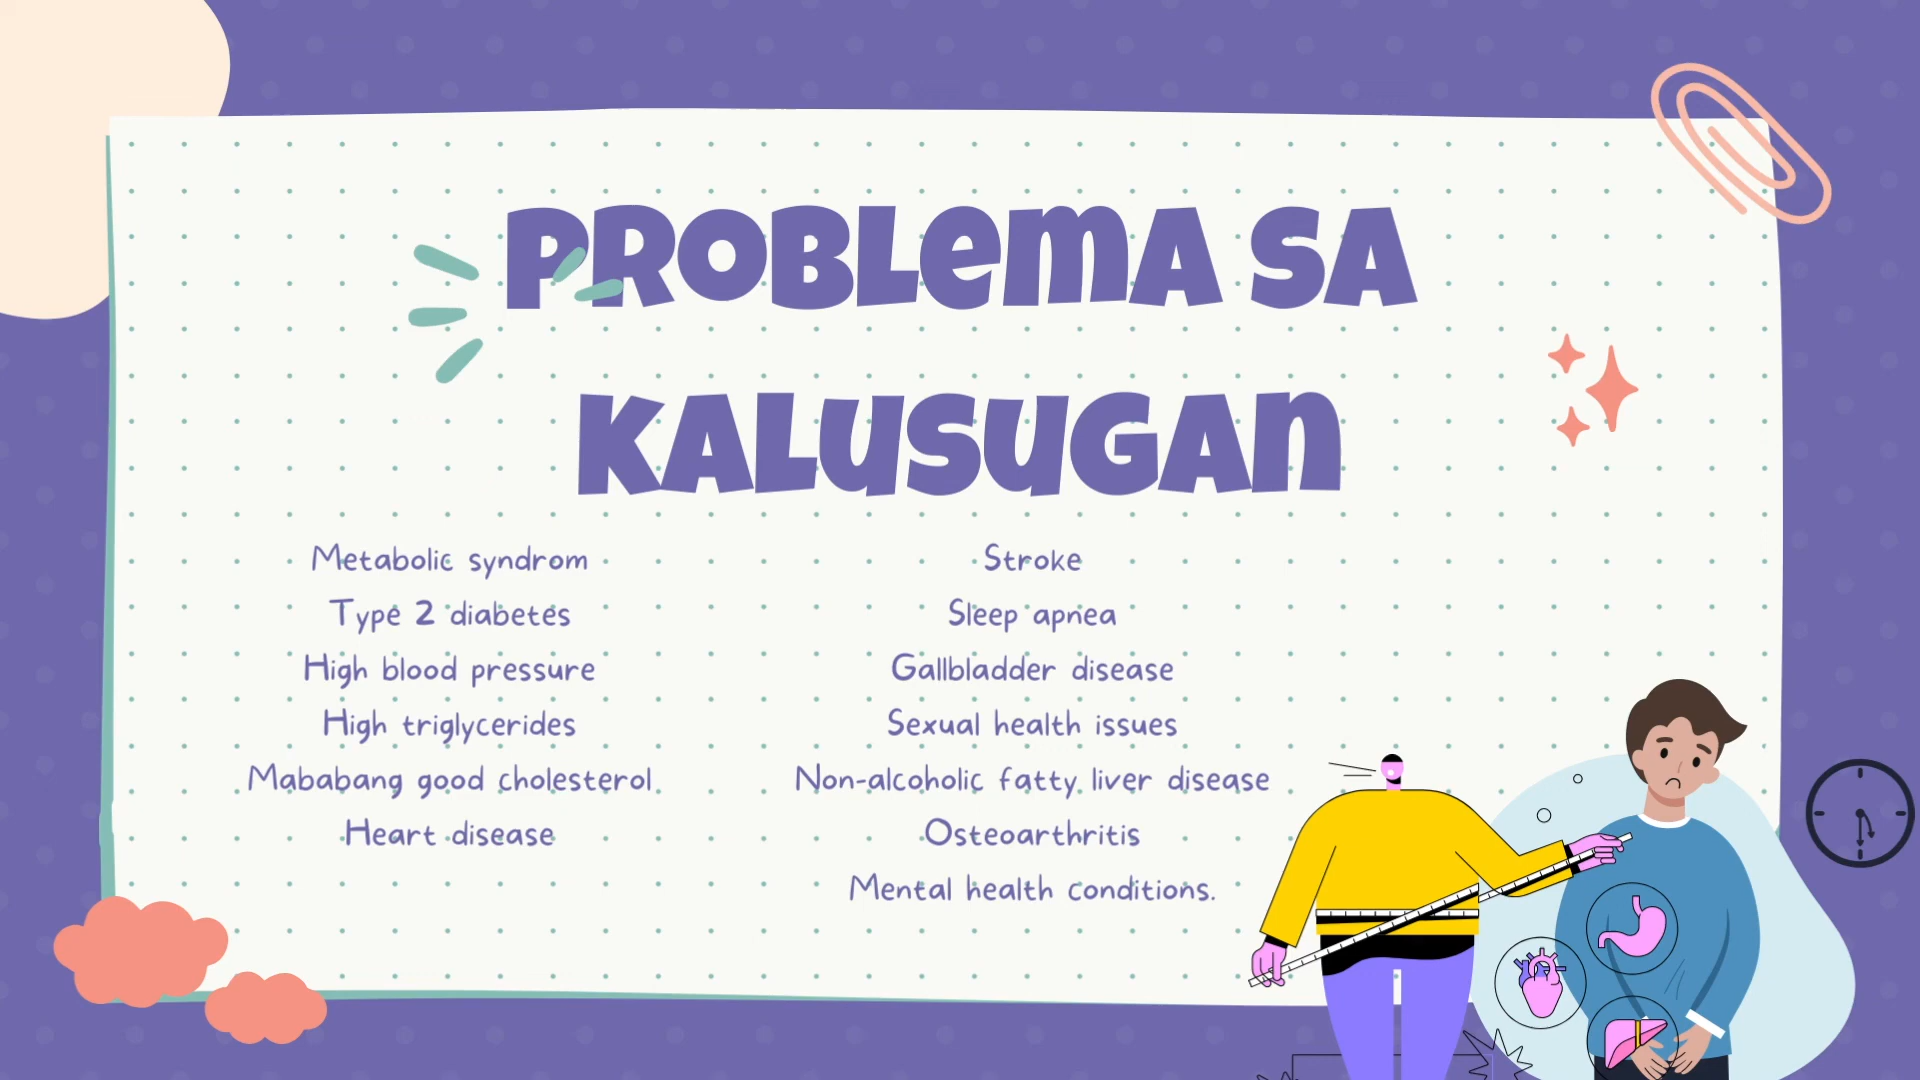 PROBLEMA SA
KALUSUGAN
Metabolic syndrom
Type 2 diabetes
High blood pressure
High triglycerides
Mababang good cholesterol
Heart disease
Stroke
Sleep apnea
Gallbladder disease
Sexual health issues
Non-alcoholic fatty liver disease
Osteoarthritis
Mental health conditions.